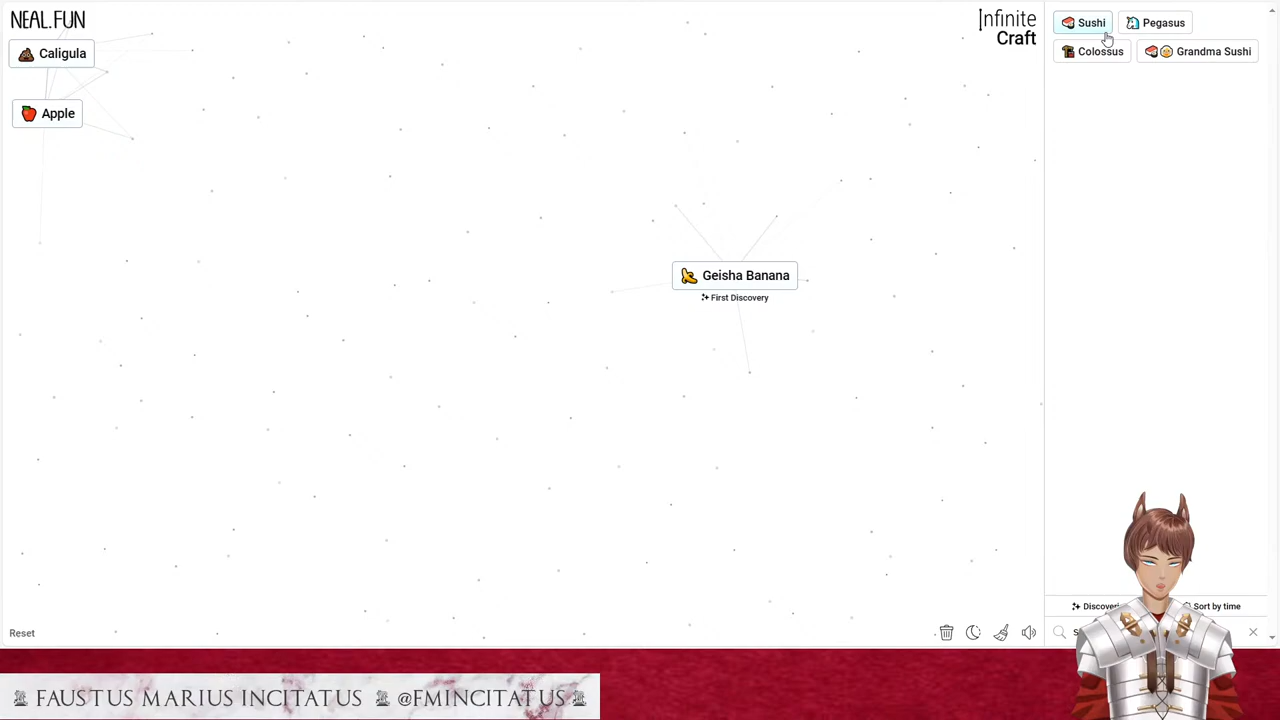 NEAL.FUN
Infinite
Craft
Caligula
Apple
Geisha Banana
First Discovery
Sushi
Pegasus
Colossus
Grandma Sushi
Sort by time
Reset
FAUSTUS MARIUS INCITATUS @FMINCITATUS